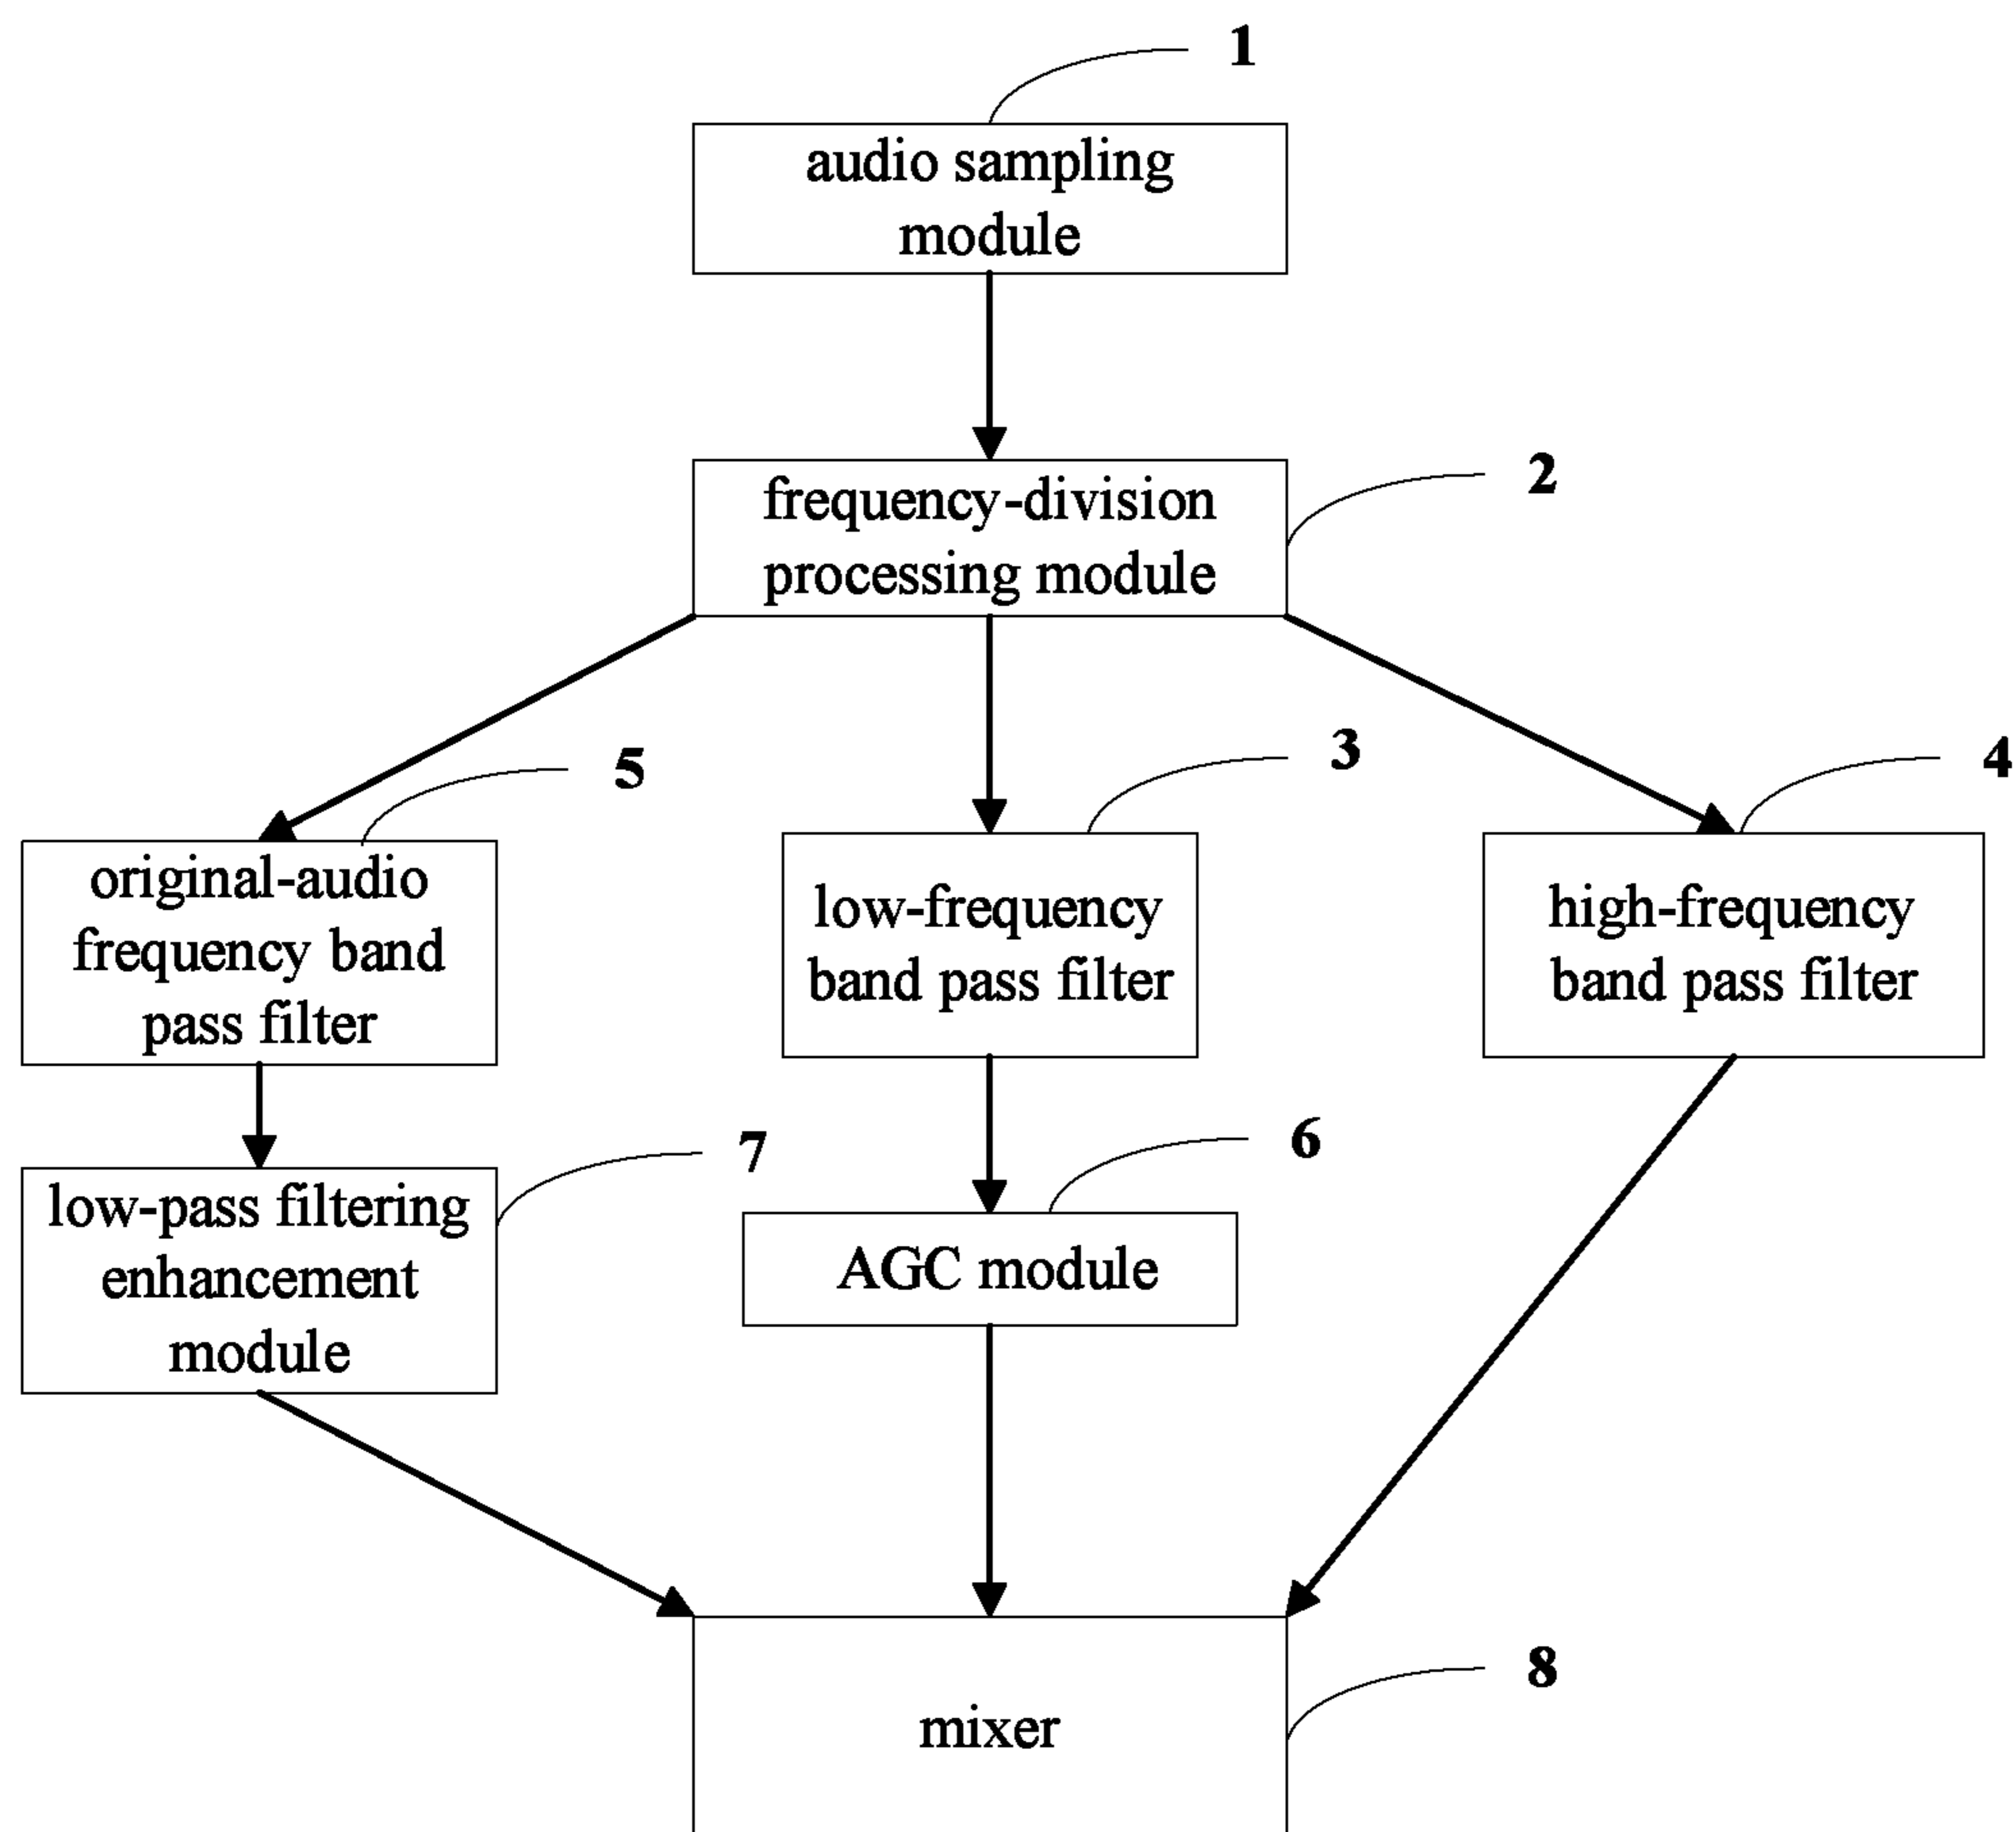 1
audio sampling
module
2
frequency-division
processing module
5
3
4
original-audio
frequency band
pass filter
low-frequency
band pass filter
high-frequency
band pass filter
7
6
low-pass filtering
enhancement
module
AGC module
8
mixer